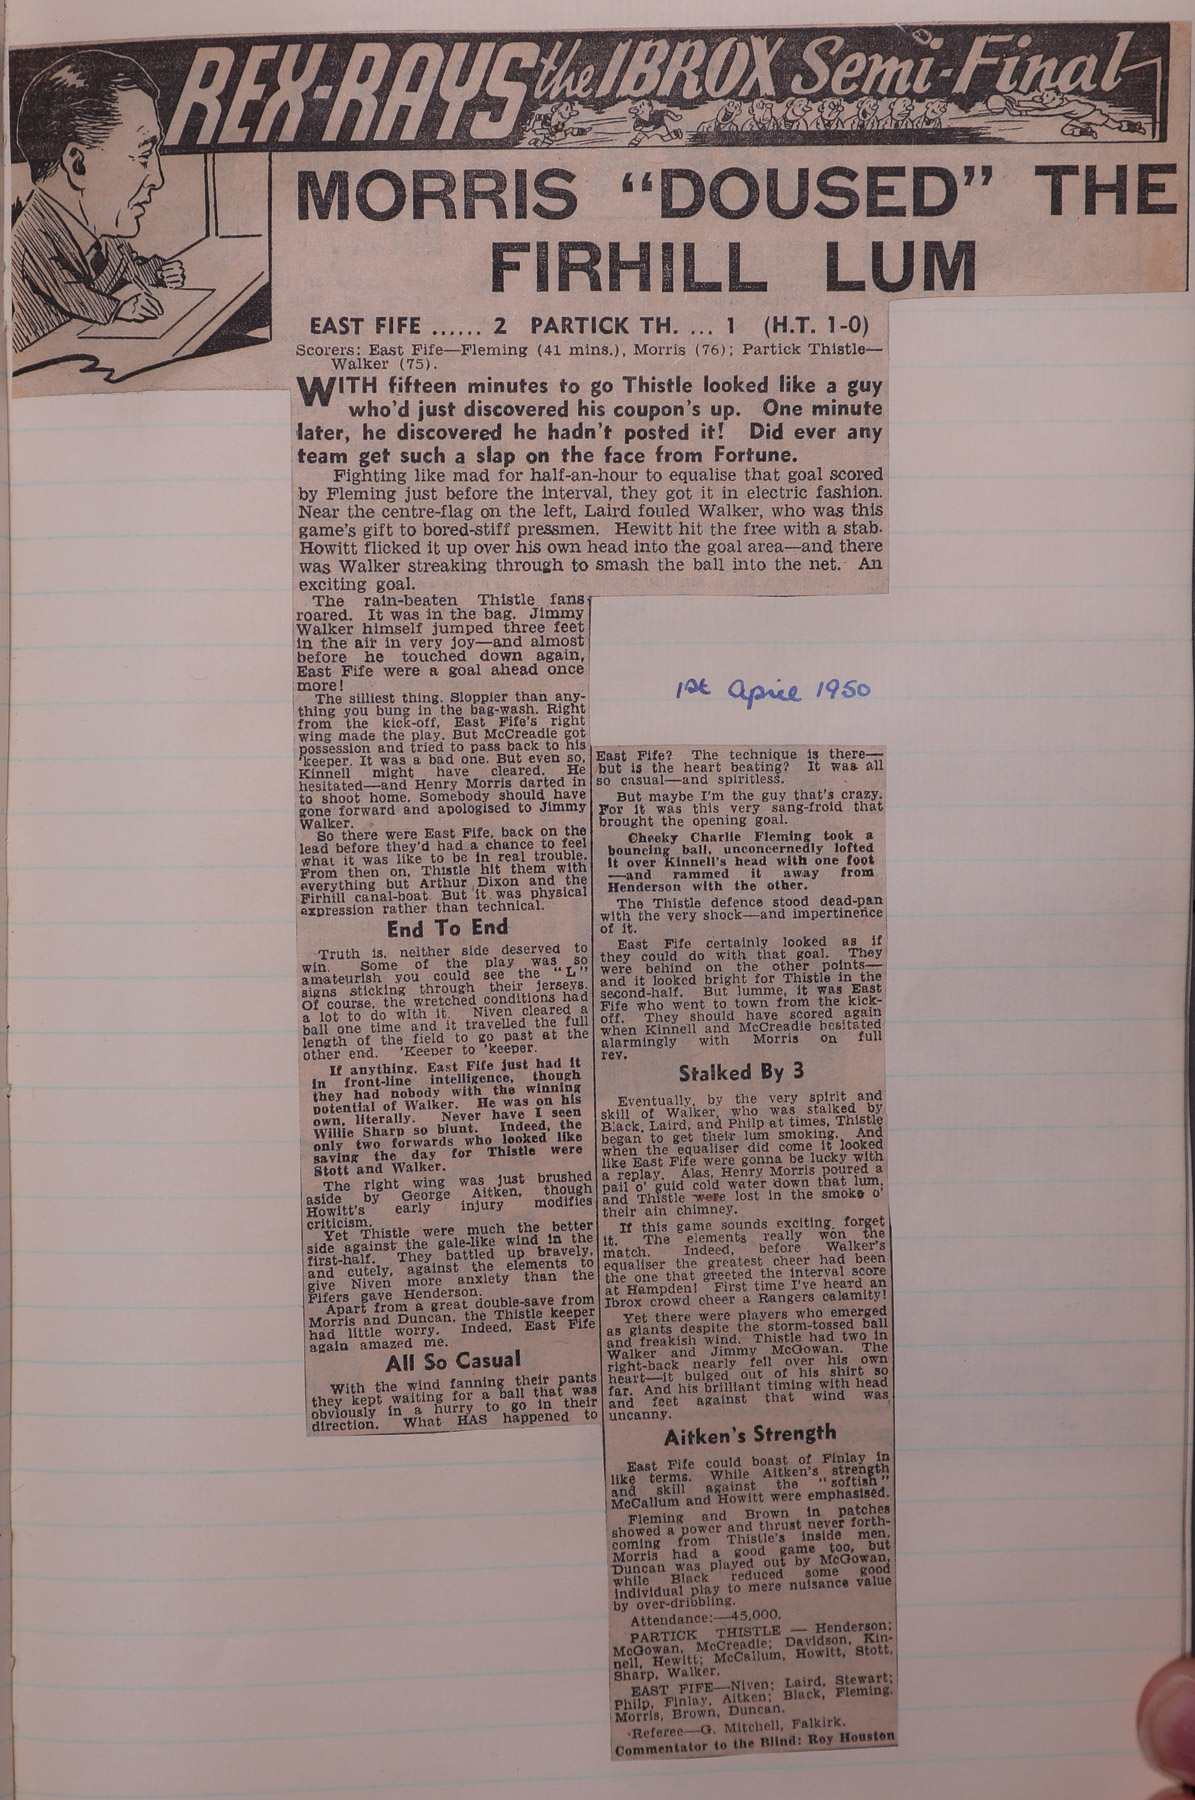 REX-RAYS the IBROX Semi-Final
MORRIS “DOUSED” THE
FIRHILL LUM
EAST FIFE ...... 2 PARTICK TH. ... 1 (H.T. 1-0)
Scorers: East Fife—Fleming (41 mins.), Morris (76); Partick Thistle—
Walker (75).
WITH fifteen minutes to go Thistle looked like a guy
who'd just discovered his coupon's up. One minute
later, he discovered he hadn't posted it! Did ever any
team get such a slap on the face from Fortune.
Fighting like mad for half-an-hour to equalise that goal scored
by Fleming just before the interval, they got it in electric fashion.
Near the centre-flag on the left, Laird fouled Walker, who was this
game's gift to bored-stiff pressmen. Hewitt hit the free with a stab.
Howitt flicked it up over his own head into the goal area—and there
was Walker streaking through to smash the ball into the net. An
exciting goal.
The rain-beaten Thistle fans
roared. It was in the bag. Jimmy
Walker himself jumped three feet
in the air in very joy—and almost
before he touched down again,
East Fife were a goal ahead once
more!
The silliest thing. Sloppier than any-
thing you bung in the bag-wash. Right
from the kick-off, East Fife's right
wing made the play. But McCreadie got
possession and tried to pass back to his
'keeper. It was a bad one. But even so,
Kinnell might have cleared. He
hesitated—and Henry Morris darted in
to shoot home. Somebody should have
gone forward and apologised to Jimmy
Walker.
So there were East Fife, back on the
lead before they'd had a chance to feel
what it was like to be in real trouble.
From then on, Thistle hit them with
everything but Arthur Dixon and the
Firhill canal-boat. But it was physical
expression rather than technical.
End To End
Truth is, neither side deserved to
win. Some of the play was so
amateurish you could see the “L”
signs sticking through their jerseys.
Of course, the wretched conditions had
a lot to do with it. Niven cleared a
ball one time and it travelled the full
length of the field to go past at the
other end. 'Keeper to 'keeper.
If anything, East Fife just had it
in front-line intelligence, though
they had nobody with the winning
potential of Walker. He was on his
own, literally. Never have I seen
Willie Sharp so blunt. Indeed, the
only two forwards who looked like
saving the day for Thistle were
Stott and Walker.
The right wing was just brushed
aside by George Aitken, though
Howitt's early injury modifies
criticism.
Yet Thistle were much the better
side against the gale-like wind in the
first-half. They battled up bravely,
and cutely, against the elements to
give Niven more anxiety than the
Fifers gave Henderson.
Apart from a great double-save from
Morris and Duncan, the Thistle keeper
had little worry. Indeed, East Fife
again amazed me.
All So Casual
With the wind fanning their pants
they kept waiting for a ball that was
obviously in a hurry to go in their
direction. What HAS happened to
1st April 1950
East Fife? The technique is there—
but is the heart beating? It was all
so casual—and spiritless.
But maybe I'm the guy that's crazy.
For it was this very sang-froid that
brought the opening goal.
Cheeky Charlie Fleming took a
bouncing ball, unconcernedly lofted
it over Kinnell's head with one foot
—and rammed it away from
Henderson with the other.
The Thistle defence stood dead-pan
with the very shock—and impertinence
of it.
East Fife certainly looked as if
they could do with that goal. They
were behind on the other points—
and it looked bright for Thistle in the
second-half. But lumme, it was East
Fife who went to town from the kick-
off. They should have scored again
when Kinnell and McCreadie hesitated
alarmingly with Morris on full
rev.
Stalked By 3
Eventually, by the very spirit and
skill of Walker, who was stalked by
Black, Laird, and Philp at times, Thistle
began to get their lum smoking. And
when the equaliser did come it looked
like East Fife were gonna be lucky with
a replay. Alas, Henry Morris poured a
pail o' guid cold water down that lum,
and Thistle were lost in the smoke o'
their ain chimney.
If this game sounds exciting, forget
it. The elements really won the
match. Indeed, before Walker's
equaliser the greatest cheer had been
the one that greeted the interval score
at Hampden! First time I've heard an
Ibrox crowd cheer a Rangers calamity!
Yet there were players who emerged
as giants despite the storm-tossed ball
and freakish wind. Thistle had two in
Walker and Jimmy McGowan. The
right-back nearly fell over his own
heart—it bulged out of his shirt so
far. And his brilliant timing with head
and feet against that wind was
uncanny.
Aitken's Strength
East Fife could boast of Finlay in
like terms. While Aitken's strength
and skill against the “softish”
McCallum and Howitt were emphasised.
Fleming and Brown in patches
showed a power and thrust never forth-
coming from Thistle's inside men.
Morris had a good game too, but
Duncan was played out by McGowan,
while Black reduced some good
individual play to mere nuisance value
by over-dribbling.
Attendance:—45,000.
PARTICK THISTLE — Henderson;
McGowan, McCreadie; Davidson, Kin-
nell, Hewitt; McCallum, Howitt, Stott,
Sharp, Walker.
EAST FIFE—Niven; Laird, Stewart;
Philp, Finlay, Aitken; Black, Fleming,
Morris, Brown, Duncan.
Referee—G. Mitchell, Falkirk.
Commentator to the Blind: Roy Houston